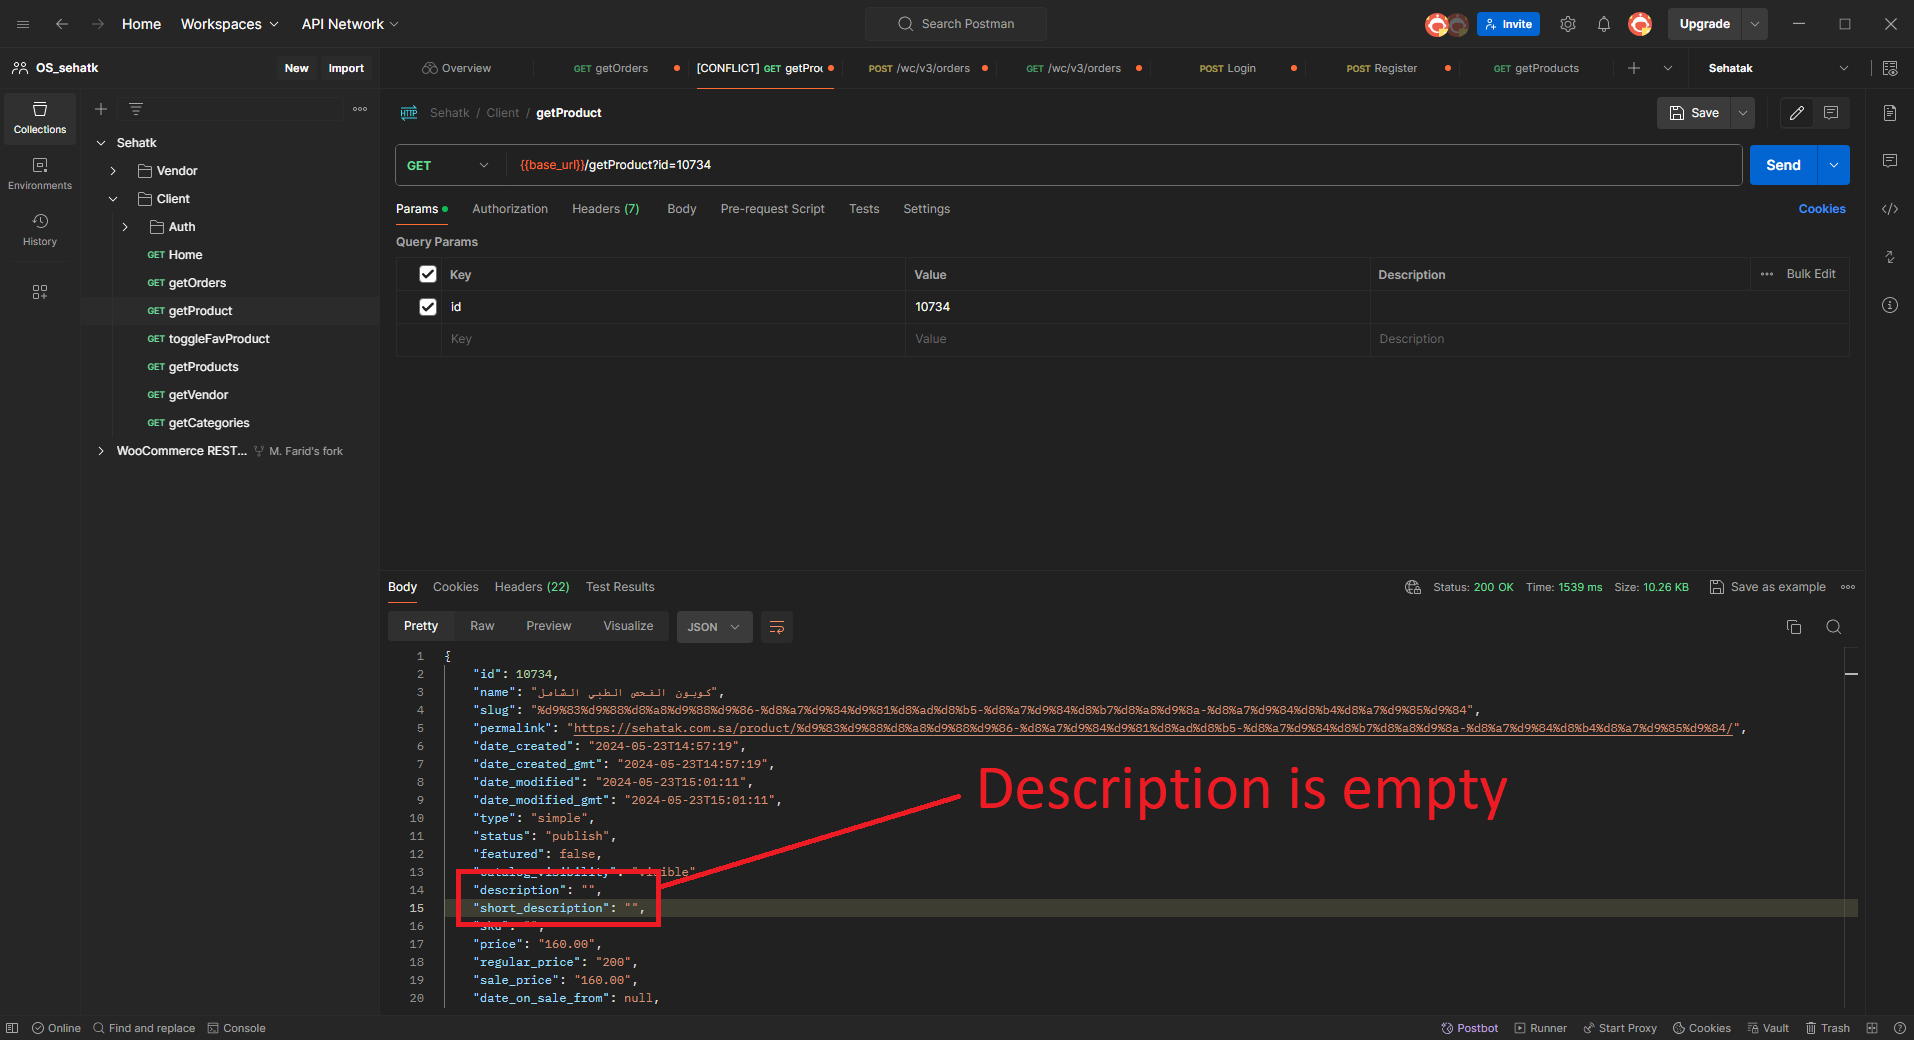 Home Workspaces API Network Search Postman Invite Upgrade
OS_sehatk New Import Overview GET getOrders [CONFLICT] GET getProc POST /wc/v3/orders GET /wc/v3/orders POST Login POST Register GET getProducts Sehatak
Collections
Environments
History
Sehatk
Vendor
Client
Auth
GET Home
GET getOrders
GET getProduct
GET toggleFavProduct
GET getProducts
GET getVendor
GET getCategories
WooCommerce REST... M. Farid's fork
HTTP Sehatk / Client / getProduct Save
GET {{base_url}}/getProduct?id=10734 Send
Params Authorization Headers (7) Body Pre-request Script Tests Settings Cookies
Query Params
Key Value Description Bulk Edit
id 10734
Key Value Description
Body Cookies Headers (22) Test Results Status: 200 OK Time: 1539 ms Size: 10.26 KB Save as example
Pretty Raw Preview Visualize JSON
1 {
2 "id": 10734,
3 "name": "كوبون الفحص الطبي الشامل",
4 "slug": "%d9%83%d9%88%d8%a8%d9%88%d9%86-%d8%a7%d9%84%d9%81%d8%ad%d8%b5-%d8%a7%d9%84%d8%b7%d8%a8%d9%8a-%d8%a7%d9%84%d8%b4%d8%a7%d9%85%d9%84",
5 "permalink": "https://sehatak.com.sa/product/%d9%83%d9%88%d8%a8%d9%88%d9%86-%d8%a7%d9%84%d9%81%d8%ad%d8%b5-%d8%a7%d9%84%d8%b7%d8%a8%d9%8a-%d8%a7%d9%84%d8%b4%d8%a7%d9%85%d9%84/",
6 "date_created": "2024-05-23T14:57:19",
7 "date_created_gmt": "2024-05-23T14:57:19",
8 "date_modified": "2024-05-23T15:01:11",
9 "date_modified_gmt": "2024-05-23T15:01:11",
10 "type": "simple",
11 "status": "publish",
12 "featured": false,
13 "catalog_visibility": "visible"
14 "description": "",
15 "short_description": "",
16 "sku": "",
17 "price": "160.00",
18 "regular_price": "200",
19 "sale_price": "160.00",
20 "date_on_sale_from": null,
Description is empty
Online Find and replace Console Postbot Runner Start Proxy Cookies Vault Trash